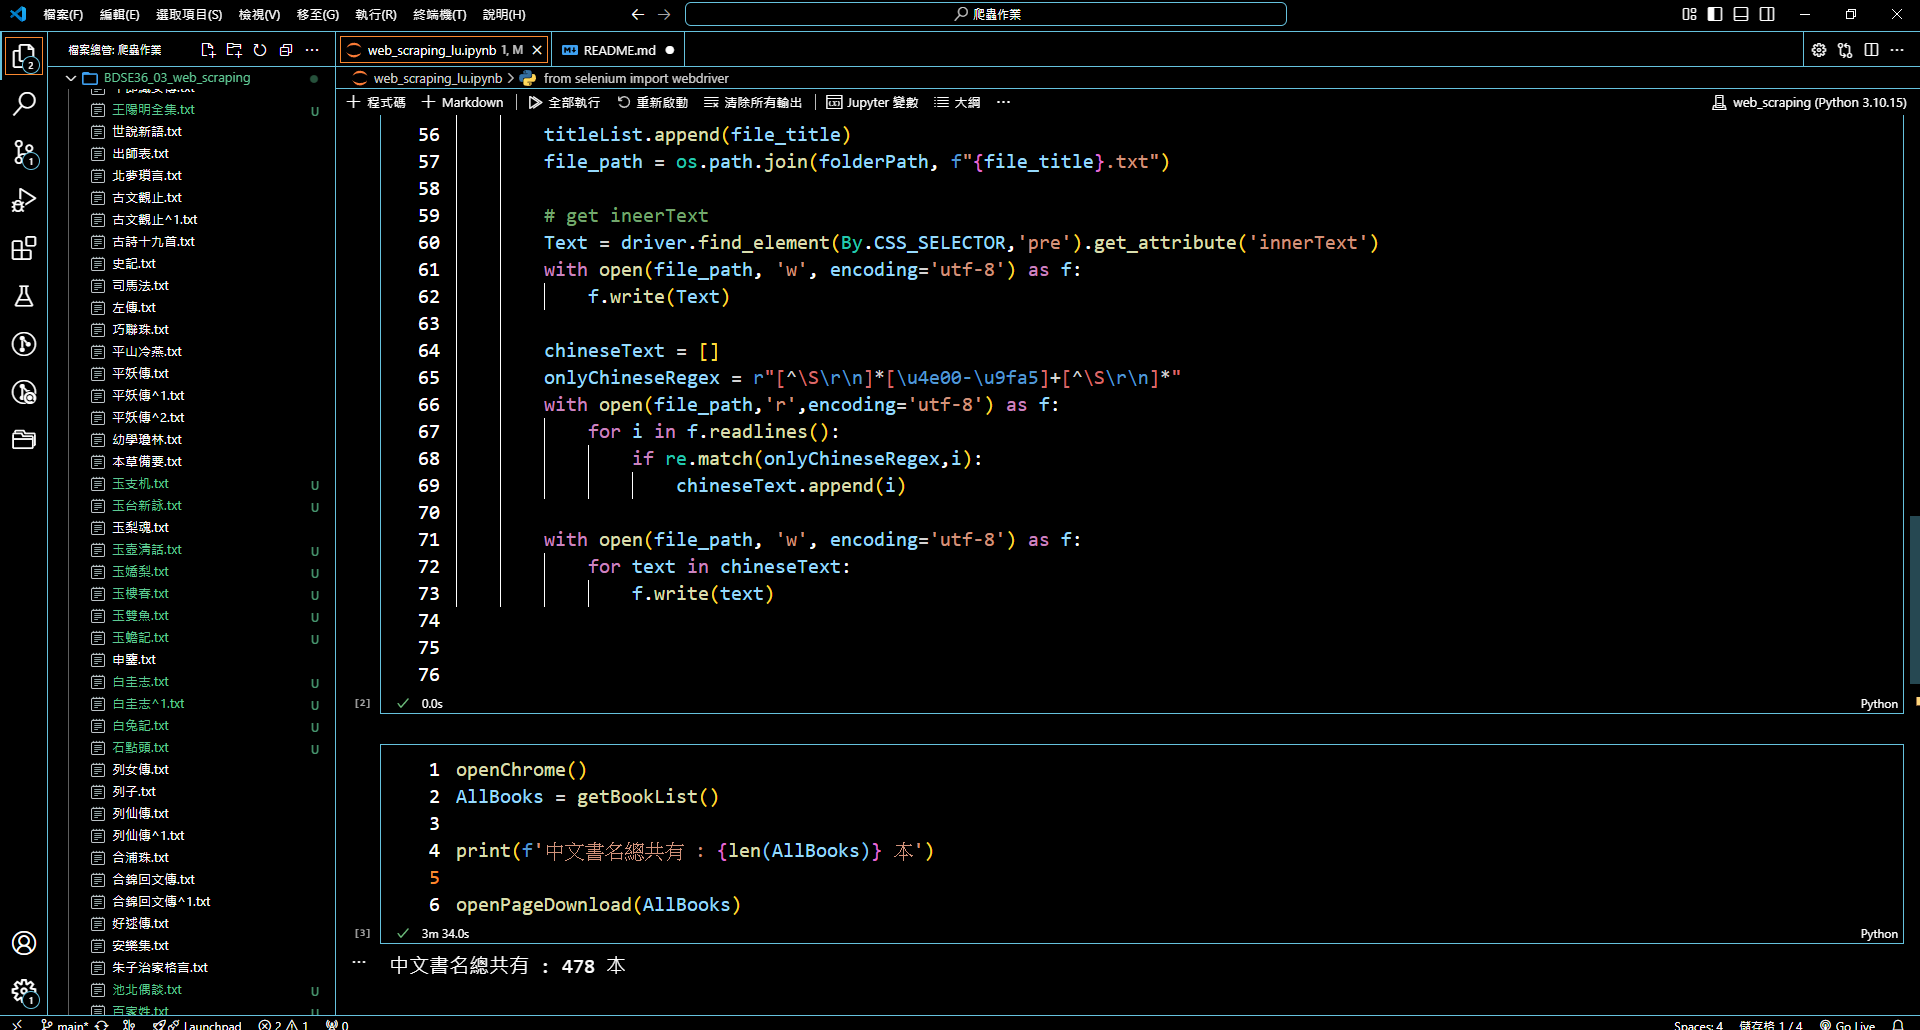 檔案(F) 編輯(E) 選取項目(S) 檢視(V) 移至(G) 執行(R) 終端機(T) 說明(H)
爬蟲作業
檔案總管: 爬蟲作業
web_scraping_lu.ipynb 1, M
README.md
BDSE36_03_web_scraping
web_scraping_lu.ipynb > from selenium import webdriver
程式碼 Markdown 全部執行 重新啟動 清除所有輸出 Jupyter 變數 大綱 ...
web_scraping (Python 3.10.15)
王陽明全集.txt U
世說新語.txt
出師表.txt
北夢瑣言.txt
古文觀止.txt
古文觀止^1.txt
古詩十九首.txt
史記.txt
司馬法.txt
左傳.txt
巧聯珠.txt
平山冷燕.txt
平妖傳.txt
平妖傳^1.txt
平妖傳^2.txt
幼學瓊林.txt
本草備要.txt
玉支机.txt U
玉台新詠.txt U
玉梨魂.txt
玉壺清話.txt U
玉嬌梨.txt U
玉樓春.txt U
玉雙魚.txt U
玉蟾記.txt U
申鑒.txt
白圭志.txt U
白圭志^1.txt U
白兔記.txt U
石點頭.txt U
列女傳.txt
列子.txt
列仙傳.txt
列仙傳^1.txt
合浦珠.txt
合錦回文傳.txt
合錦回文傳^1.txt
好逑傳.txt
安樂集.txt
朱子治家格言.txt
池北偶談.txt U
百家姓.txt
56 titleList.append(file_title)
57 file_path = os.path.join(folderPath, f"{file_title}.txt")
58
59 # get ineerText
60 Text = driver.find_element(By.CSS_SELECTOR,'pre').get_attribute('innerText')
61 with open(file_path, 'w', encoding='utf-8') as f:
62 f.write(Text)
63
64 chineseText = []
65 onlyChineseRegex = r"[^\S\r\n]*[\u4e00-\u9fa5]+[^\S\r\n]*"
66 with open(file_path,'r',encoding='utf-8') as f:
67 for i in f.readlines():
68 if re.match(onlyChineseRegex,i):
69 chineseText.append(i)
70
71 with open(file_path, 'w', encoding='utf-8') as f:
72 for text in chineseText:
73 f.write(text)
74
75
76
[2] 0.0s Python
1 openChrome()
2 AllBooks = getBookList()
3
4 print(f'中文書名總共有 : {len(AllBooks)} 本')
5
6 openPageDownload(AllBooks)
[3] 3m 34.0s Python
... 中文書名總共有 : 478 本
main* Launchpad 2 1 0
Spaces: 4 儲存格 1 / 4 Go Live